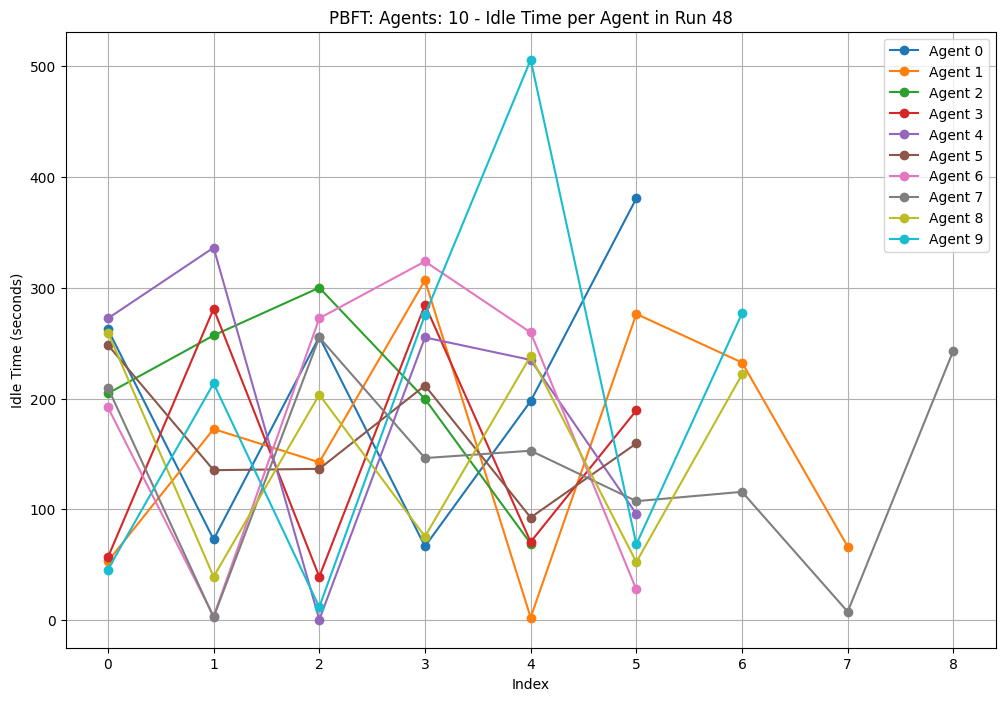 PBFT: Agents: 10 - Idle Time per Agent in Run 48
Idle Time (seconds)
500
400
300
200
100
0
0 1 2 3 4 5 6 7 8
Index
Agent 0
Agent 1
Agent 2
Agent 3
Agent 4
Agent 5
Agent 6
Agent 7
Agent 8
Agent 9